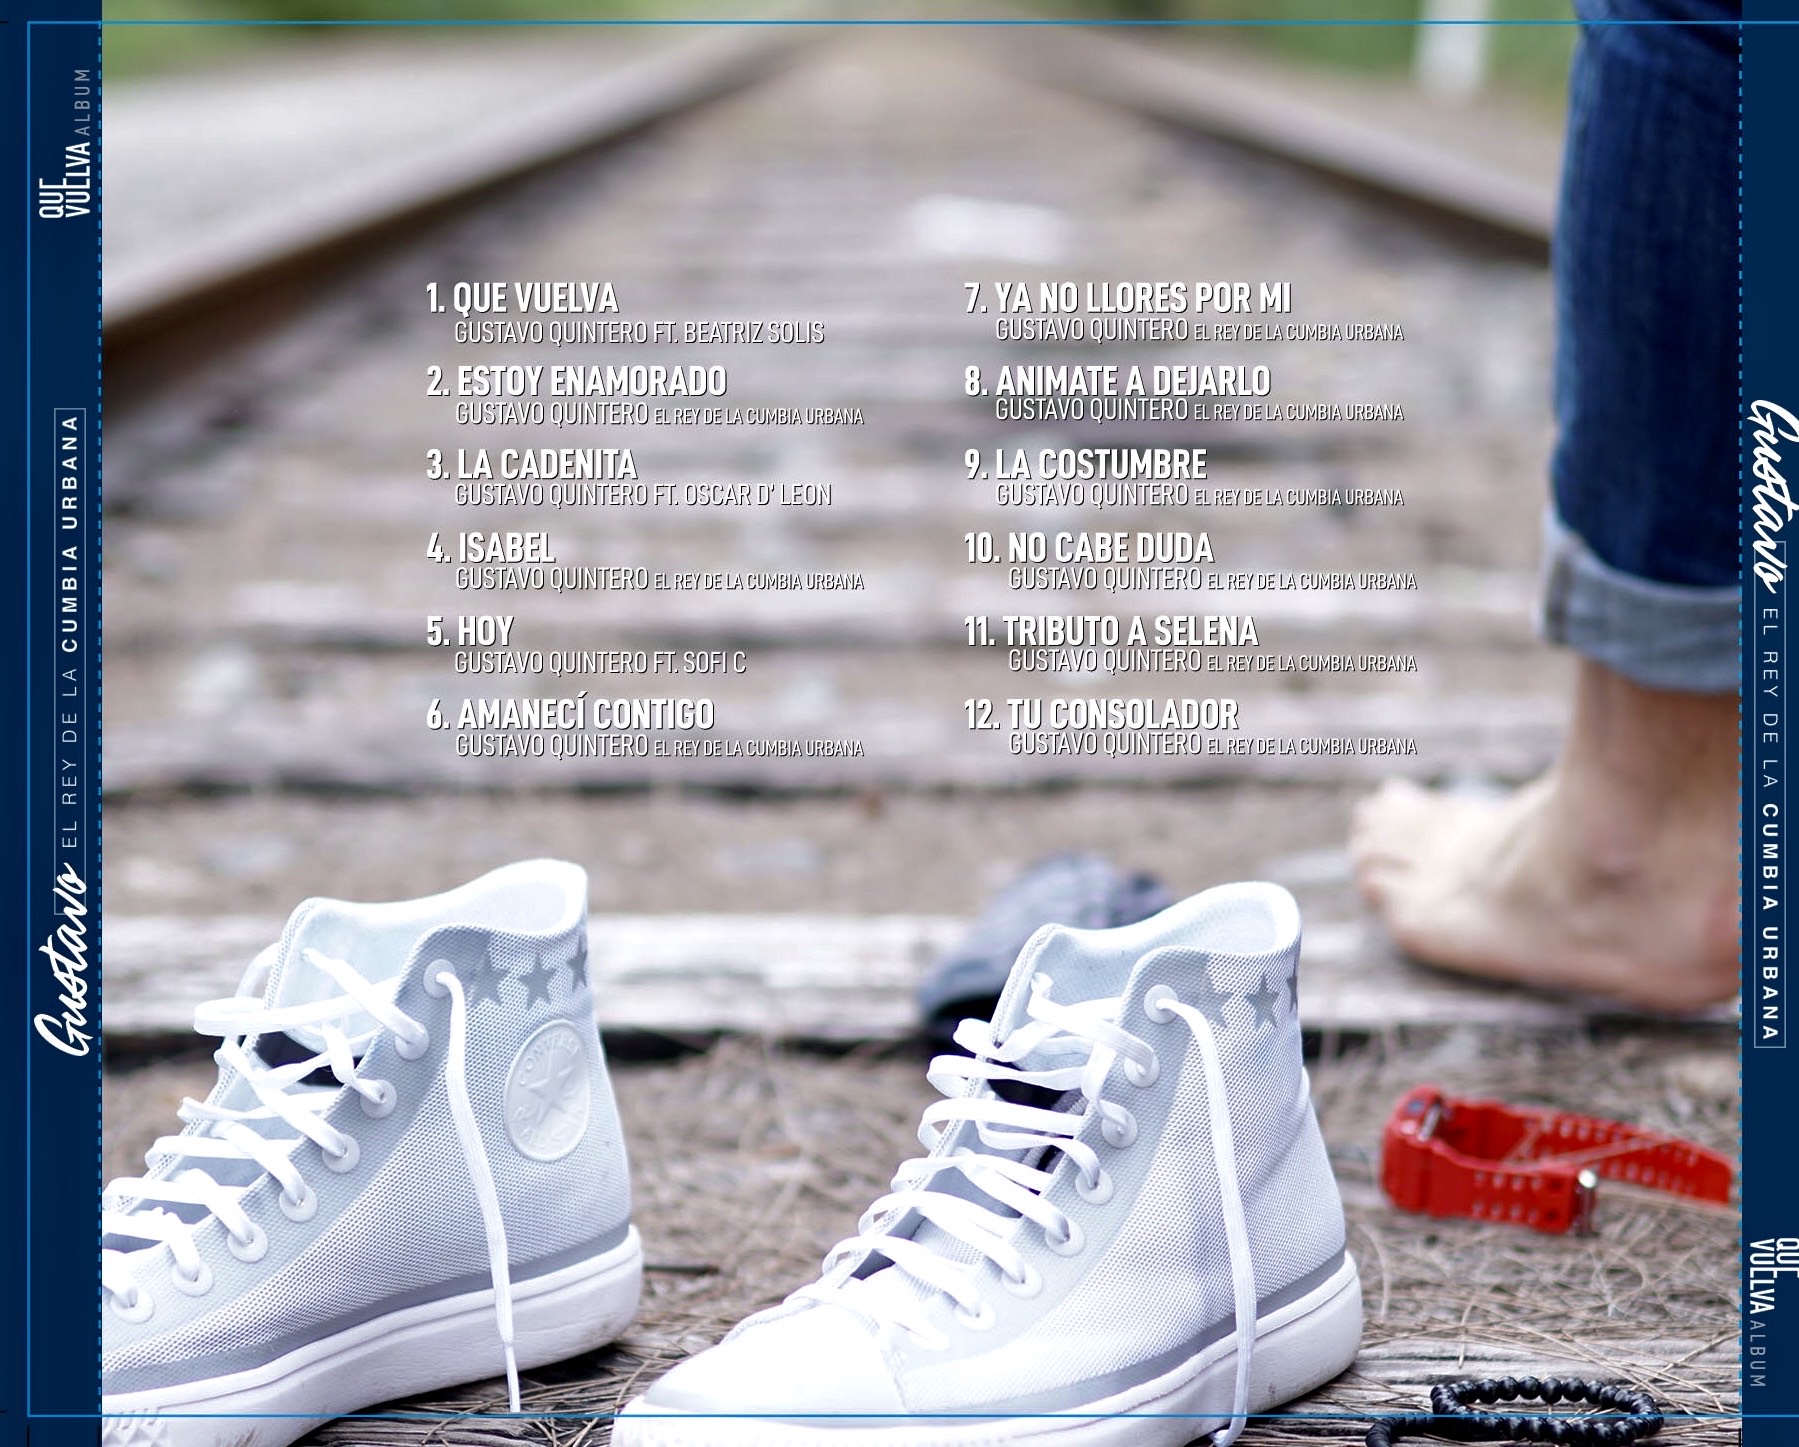 QUE
VUELVA ALBUM
Gustavo EL REY DE LA CUMBIA URBANA
1. QUE VUELVA
GUSTAVO QUINTERO FT. BEATRIZ SOLIS
2. ESTOY ENAMORADO
GUSTAVO QUINTERO EL REY DE LA CUMBIA URBANA
3. LA CADENITA
GUSTAVO QUINTERO FT. OSCAR D' LEON
4. ISABEL
GUSTAVO QUINTERO EL REY DE LA CUMBIA URBANA
5. HOY
GUSTAVO QUINTERO FT. SOFI C
6. AMANECÍ CONTIGO
GUSTAVO QUINTERO EL REY DE LA CUMBIA URBANA
7. YA NO LLORES POR MI
GUSTAVO QUINTERO EL REY DE LA CUMBIA URBANA
8. ANIMATE A DEJARLO
GUSTAVO QUINTERO EL REY DE LA CUMBIA URBANA
9. LA COSTUMBRE
GUSTAVO QUINTERO EL REY DE LA CUMBIA URBANA
10. NO CABE DUDA
GUSTAVO QUINTERO EL REY DE LA CUMBIA URBANA
11. TRIBUTO A SELENA
GUSTAVO QUINTERO EL REY DE LA CUMBIA URBANA
12. TU CONSOLADOR
GUSTAVO QUINTERO EL REY DE LA CUMBIA URBANA
Gustavo EL REY DE LA CUMBIA URBANA
QUE
VUELVA ALBUM